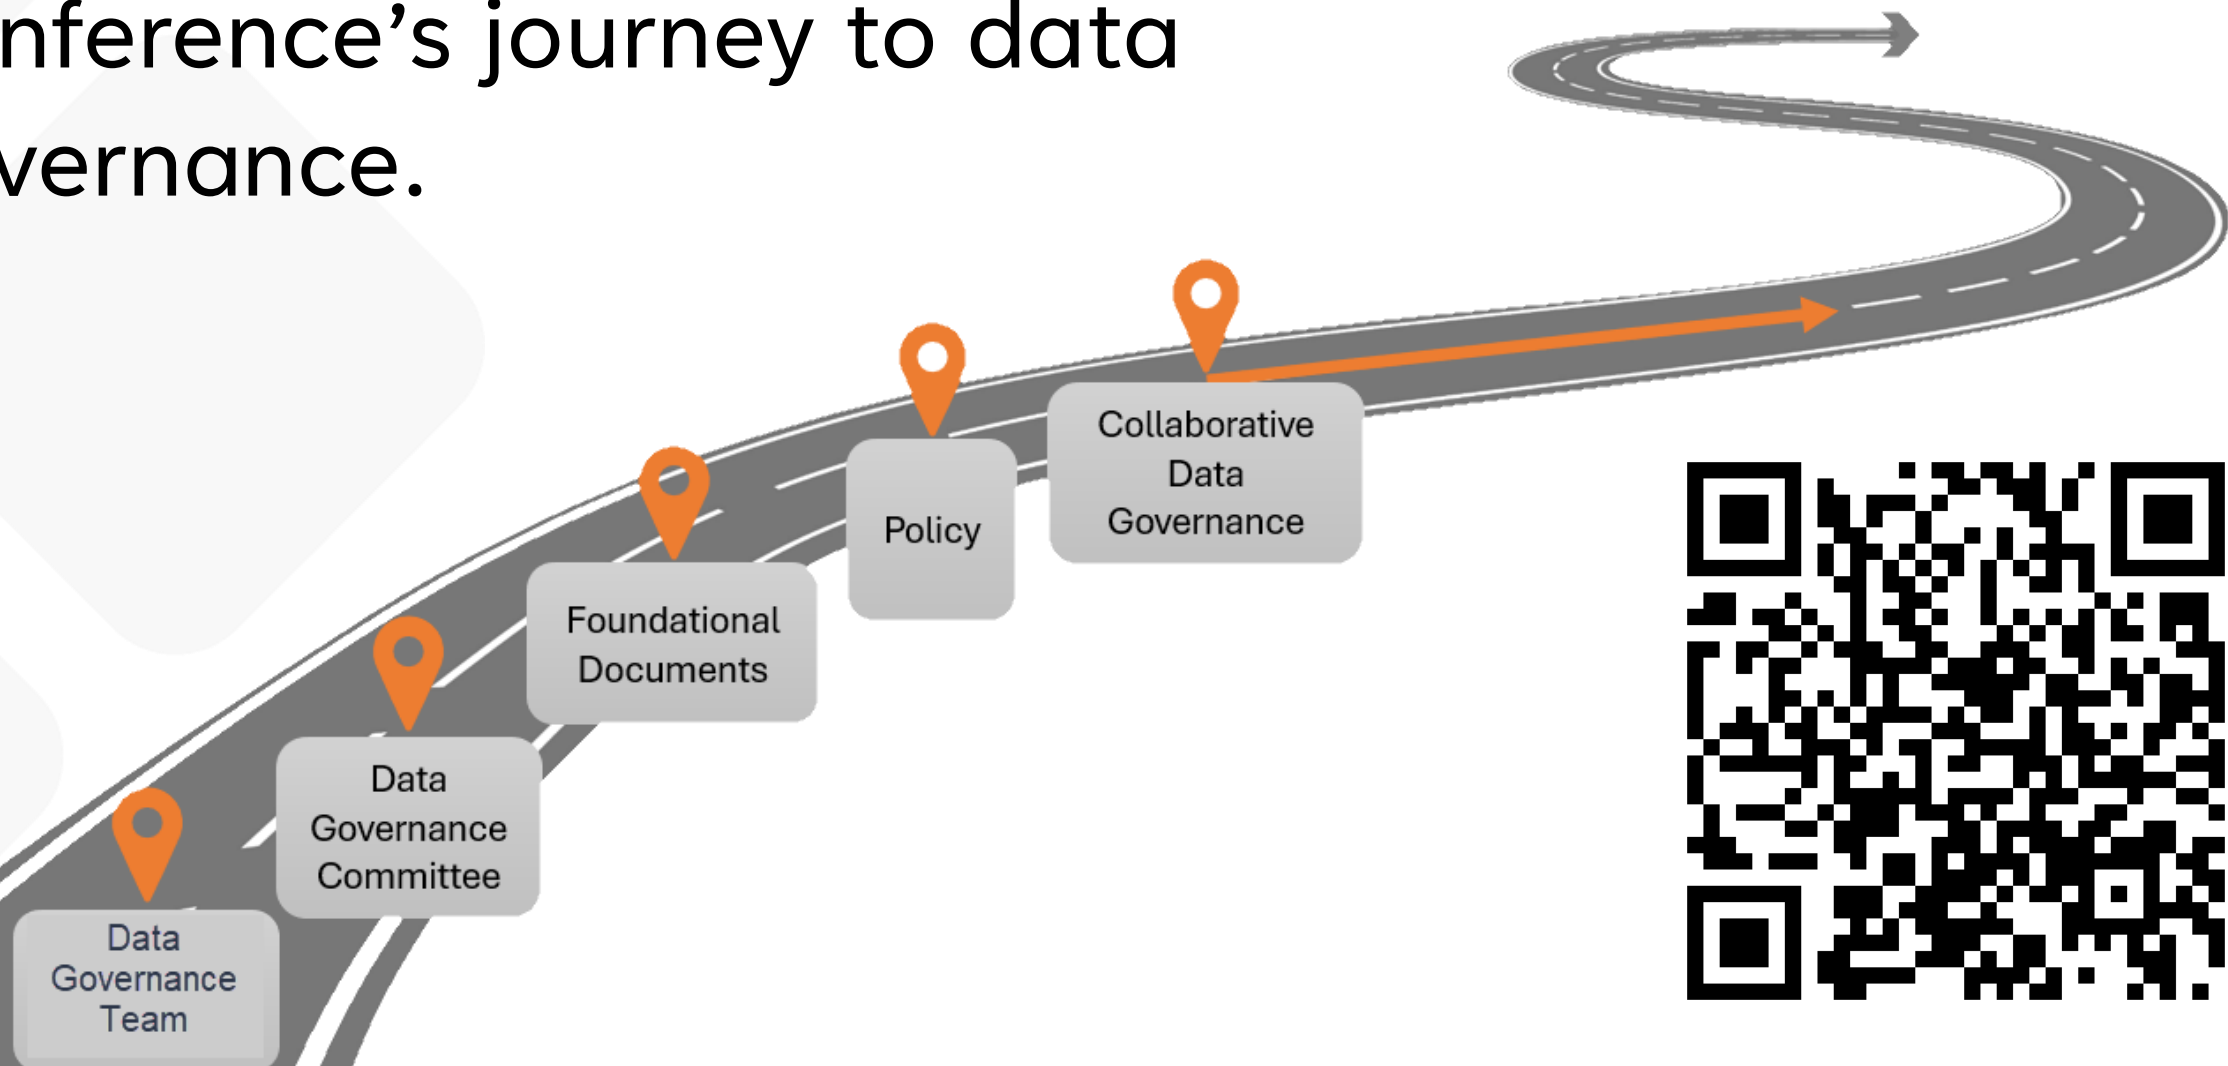 nference’s journey to data
vernance.
Collaborative
Data
Governance
Policy
Foundational
Documents
Data
Governance
Committee
Data
Governance
Team